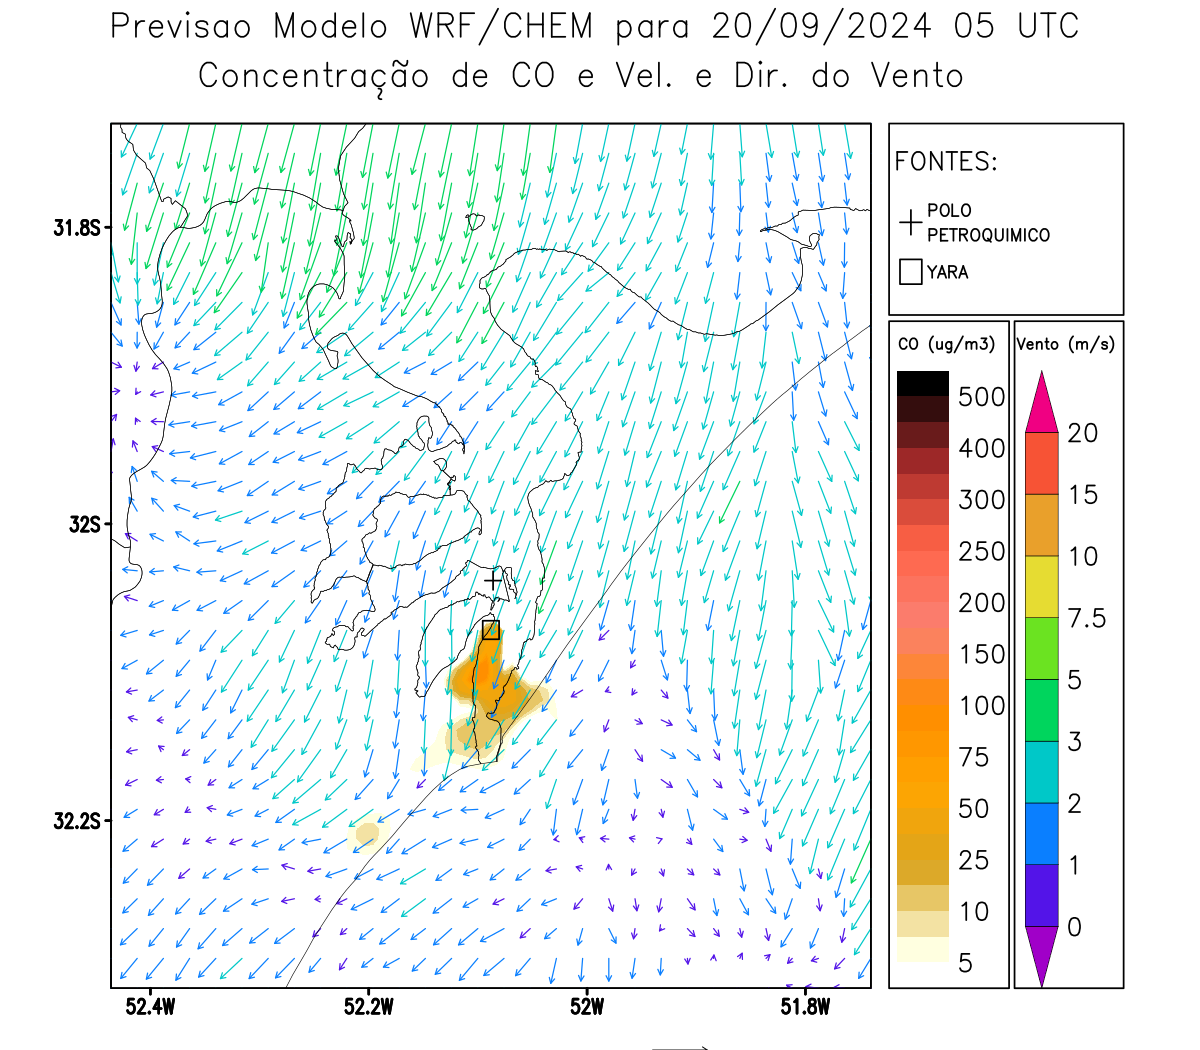 Previsao Modelo WRF/CHEM para 20/09/2024 05 UTC
Concentração de CO e Vel. e Dir. do Vento
FONTES:
POLO
PETROQUIMICO
YARA
CO (ug/m3)
500
400
300
250
200
150
100
75
50
25
10
5
Vento (m/s)
20
15
10
7.5
5
3
2
1
0
31.8S
32S
32.2S
52.4W
52.2W
52W
51.8W